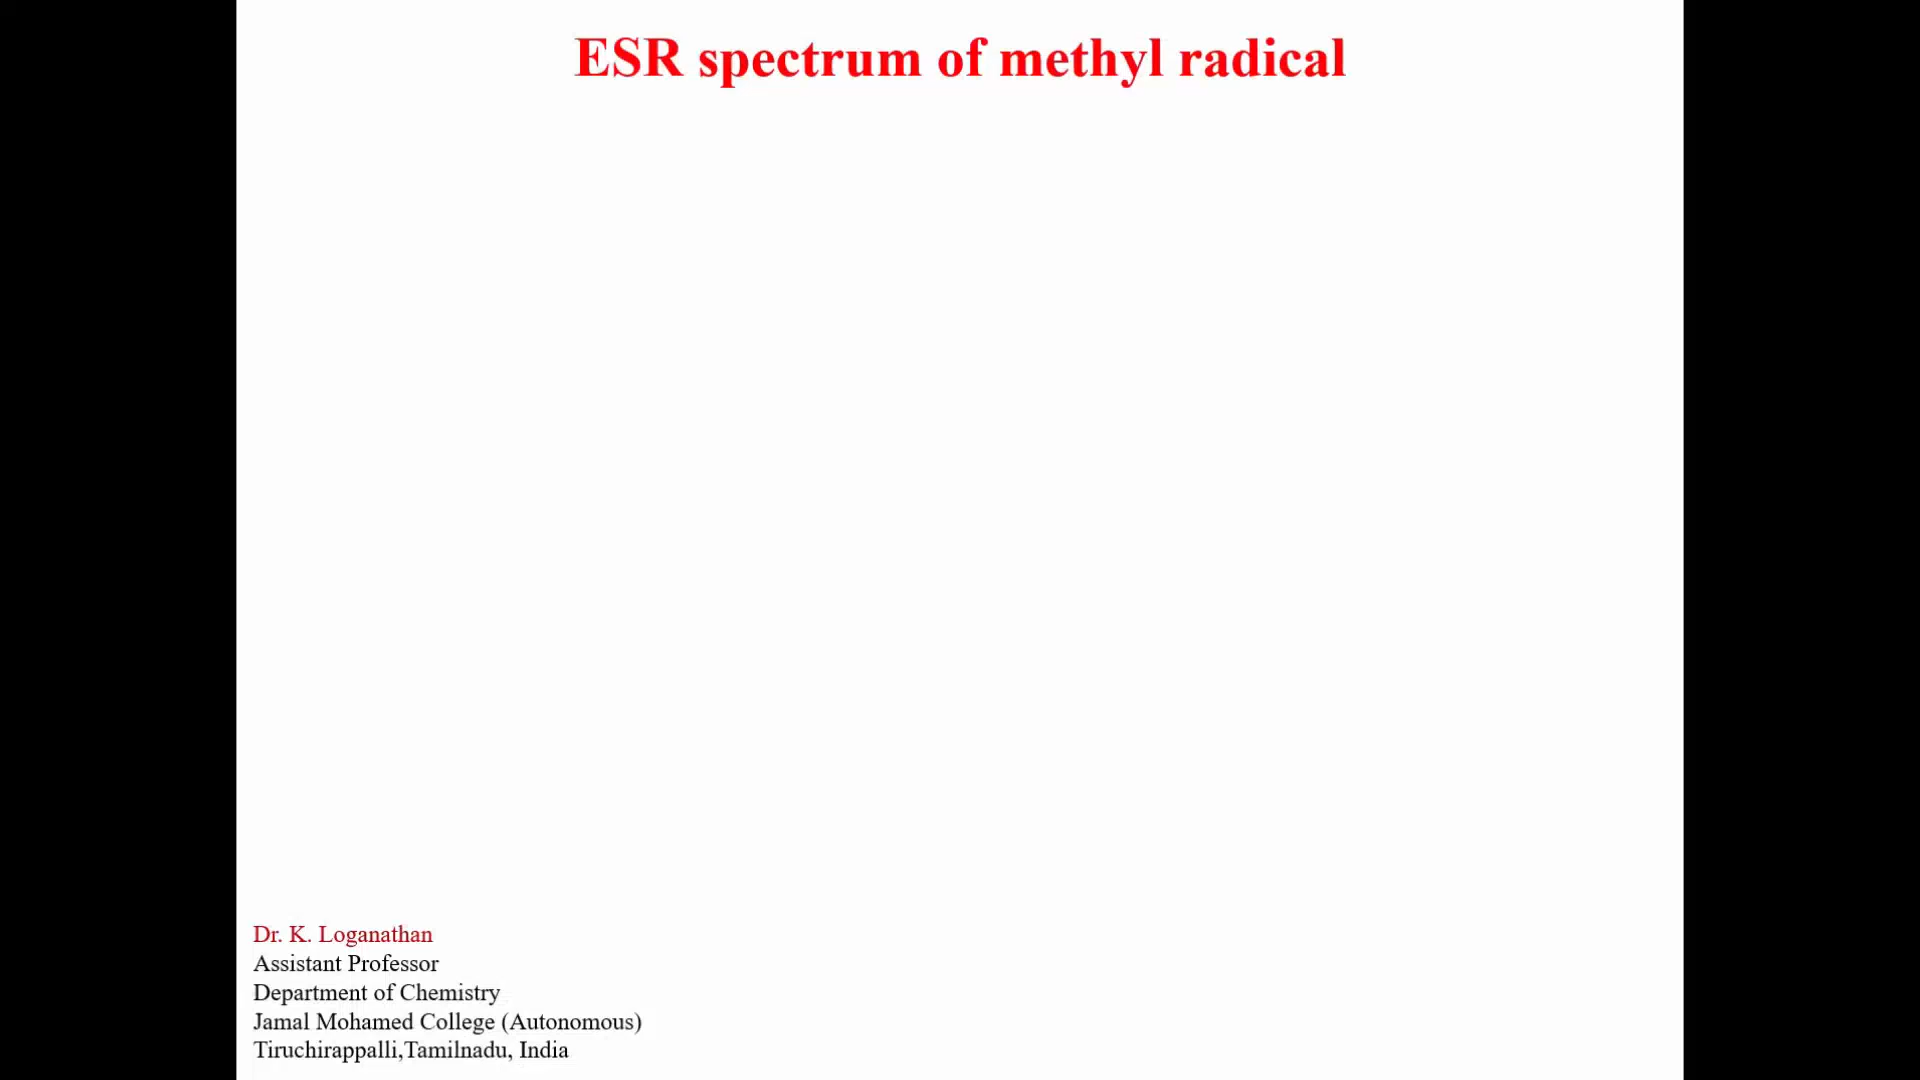 ESR spectrum of methyl radical
Dr. K. Loganathan
Assistant Professor
Department of Chemistry
Jamal Mohamed College (Autonomous)
Tiruchirappalli,Tamilnadu, India